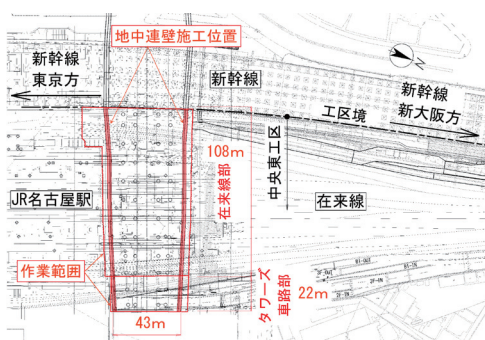 地中連壁施工位置
新幹線
東京方
新幹線
N
新幹線
新大阪方
工区境
中央東工区
108m
在来線部
JR名古屋駅
在来線
作業範囲
タワーズ
車路部
22m
43m